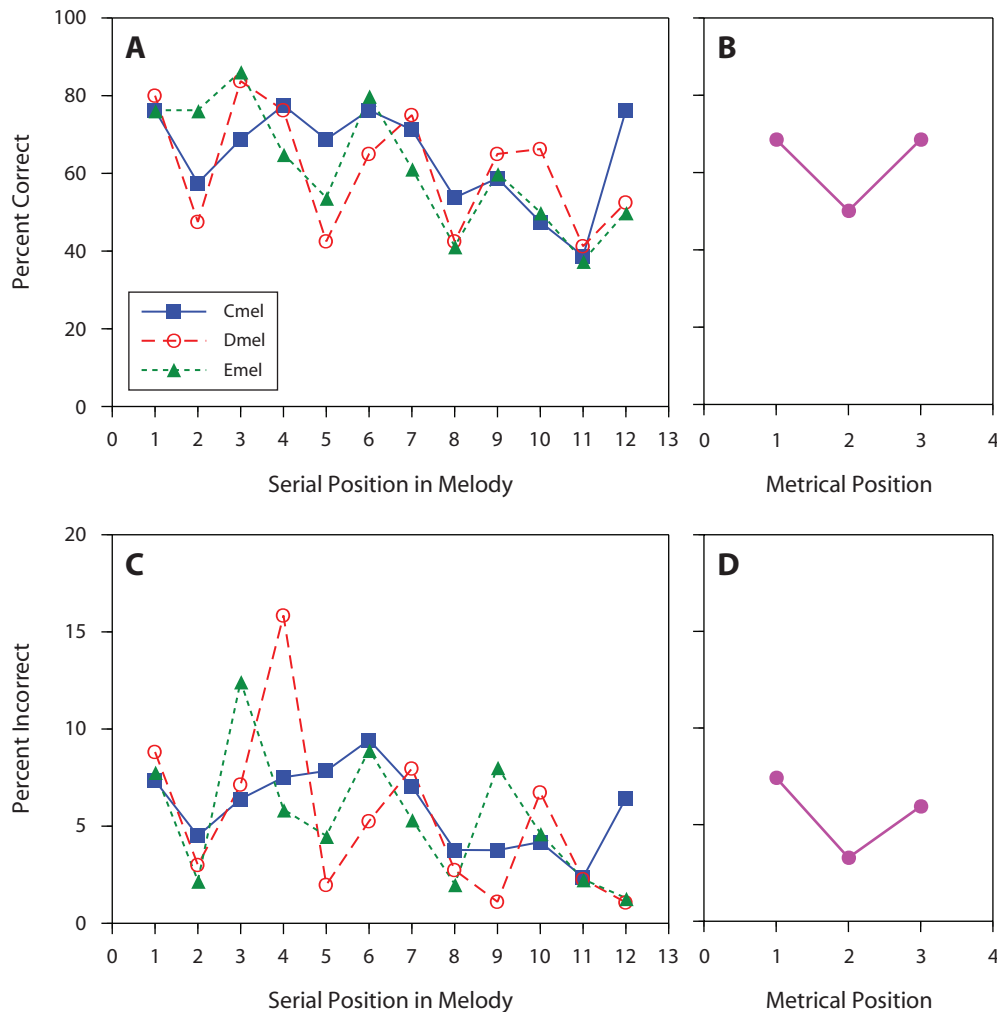 A
B
Percent Correct
100
80
60
40
20
0
Cmel
Dmel
Emel
0 1 2 3 4 5 6 7 8 9 10 11 12 13
0 1 2 3 4
Serial Position in Melody
Metrical Position
C
D
Percent Incorrect
20
15
10
5
0
0 1 2 3 4 5 6 7 8 9 10 11 12 13
0 1 2 3 4
Serial Position in Melody
Metrical Position